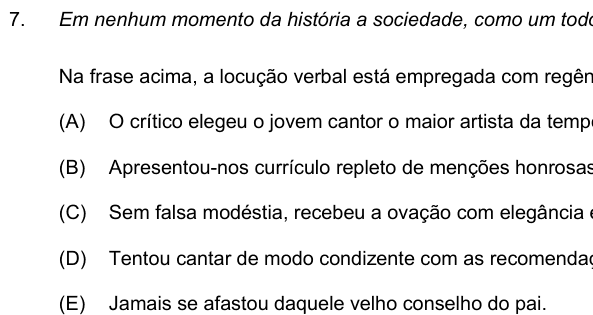 7. Em nenhum momento da história a sociedade, como um todo
Na frase acima, a locução verbal está empregada com regên
(A) O crítico elegeu o jovem cantor o maior artista da temp
(B) Apresentou-nos currículo repleto de menções honrosas
(C) Sem falsa modéstia, recebeu a ovação com elegância e
(D) Tentou cantar de modo condizente com as recomendaç
(E) Jamais se afastou daquele velho conselho do pai.